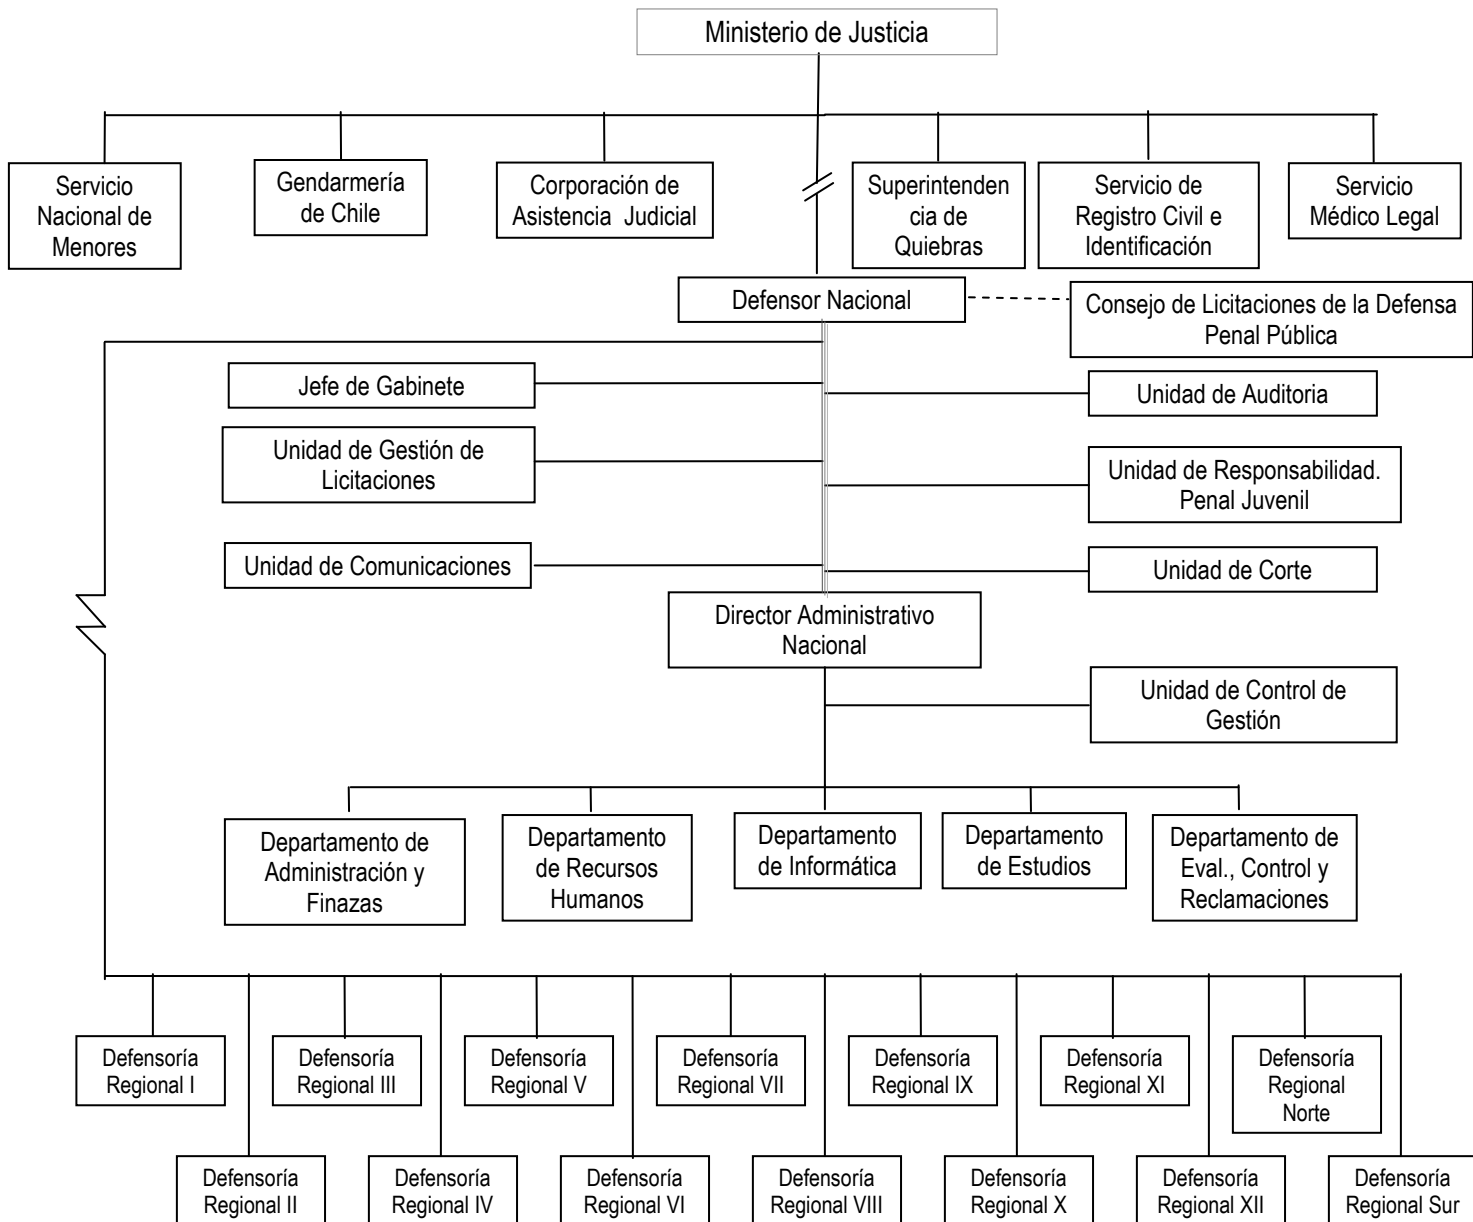 Ministerio de Justicia
Servicio
Nacional de
Menores
Gendarmería
de Chile
Corporación de
Asistencia Judicial
Superintenden
cia de
Quiebras
Servicio de
Registro Civil e
Identificación
Servicio
Médico Legal
Defensor Nacional
Consejo de Licitaciones de la Defensa
Penal Pública
Jefe de Gabinete
Unidad de Auditoria
Unidad de Gestión de
Licitaciones
Unidad de Responsabilidad.
Penal Juvenil
Unidad de Comunicaciones
Unidad de Corte
Director Administrativo
Nacional
Unidad de Control de
Gestión
Departamento de
Administración y
Finazas
Departamento
de Recursos
Humanos
Departamento
de Informática
Departamento
de Estudios
Departamento de
Eval., Control y
Reclamaciones
Defensoría
Regional I
Defensoría
Regional III
Defensoría
Regional V
Defensoría
Regional VII
Defensoría
Regional IX
Defensoría
Regional XI
Defensoría
Regional
Norte
Defensoría
Regional II
Defensoría
Regional IV
Defensoría
Regional VI
Defensoría
Regional VIII
Defensoría
Regional X
Defensoría
Regional XII
Defensoría
Regional Sur